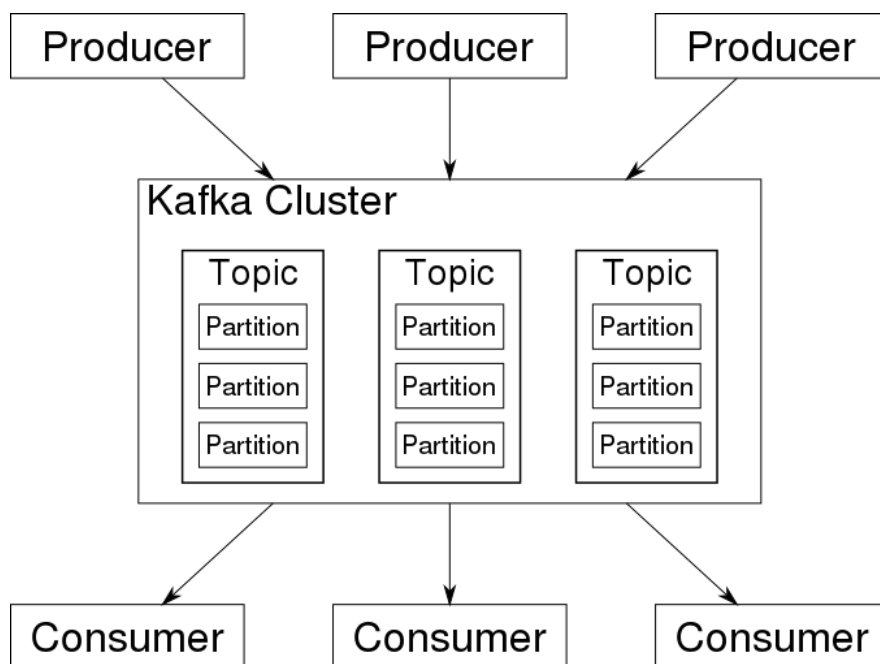 Producer Producer Producer
Kafka Cluster
Topic Topic Topic
Partition Partition Partition
Partition Partition Partition
Partition Partition Partition
Consumer Consumer Consumer